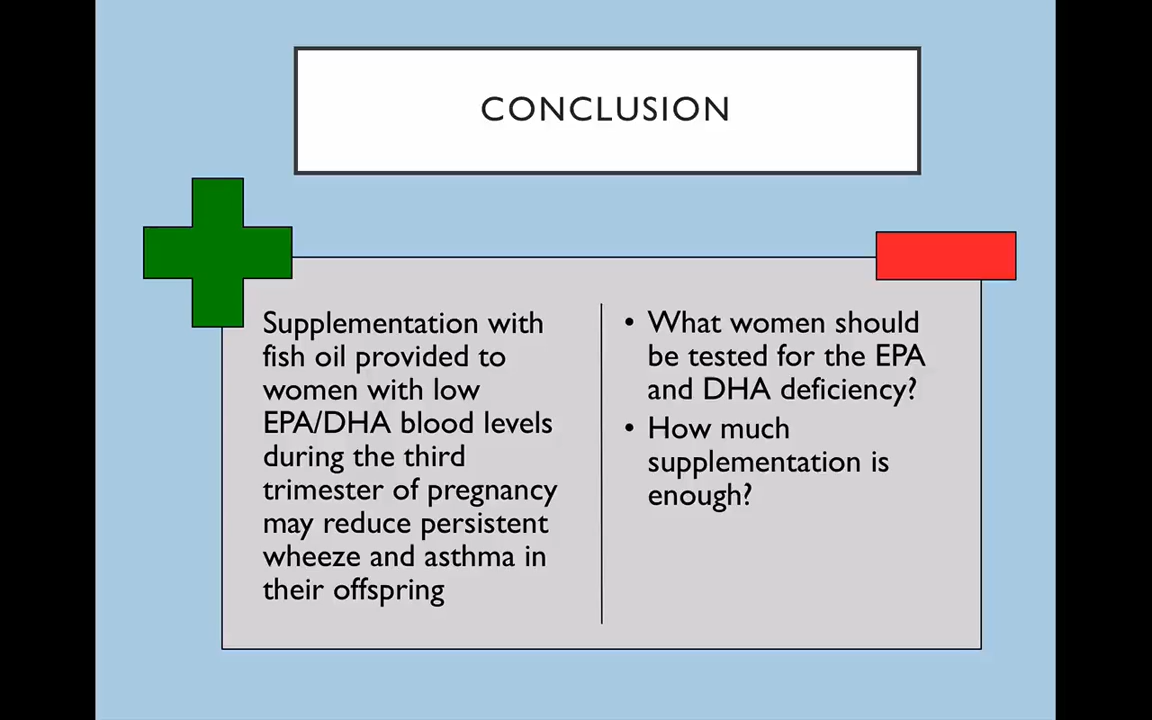 CONCLUSION
Supplementation with
fish oil provided to
women with low
EPA/DHA blood levels
during the third
trimester of pregnancy
may reduce persistent
wheeze and asthma in
their offspring
• What women should
be tested for the EPA
and DHA deficiency?
• How much
supplementation is
enough?